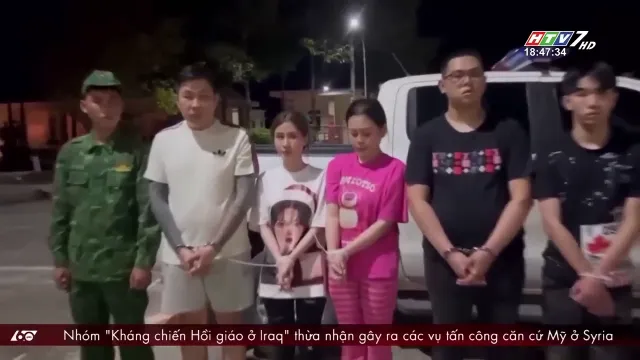 HTV7 HD
18:47:34
60
Nhóm "Kháng chiến Hồi giáo ở Iraq" thừa nhận gây ra các vụ tấn công căn cứ Mỹ ở Syria